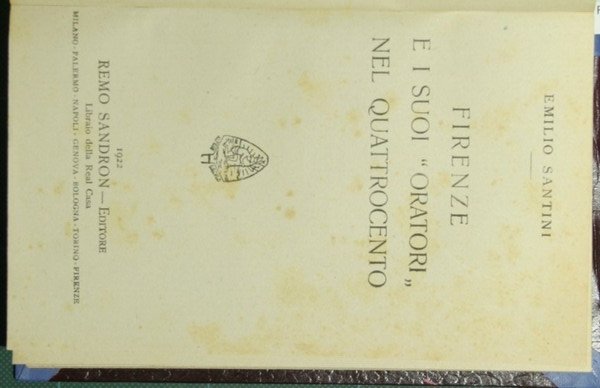 EMILIO SANTINI
FIRENZE
E I SUOI “ORATORI„
NEL QUATTROCENTO
1922
REMO SANDRON — EDITORE
Libraio della Real Casa
MILANO - PALERMO - NAPOLI - GENOVA - BOLOGNA - TORINO - FIRENZE